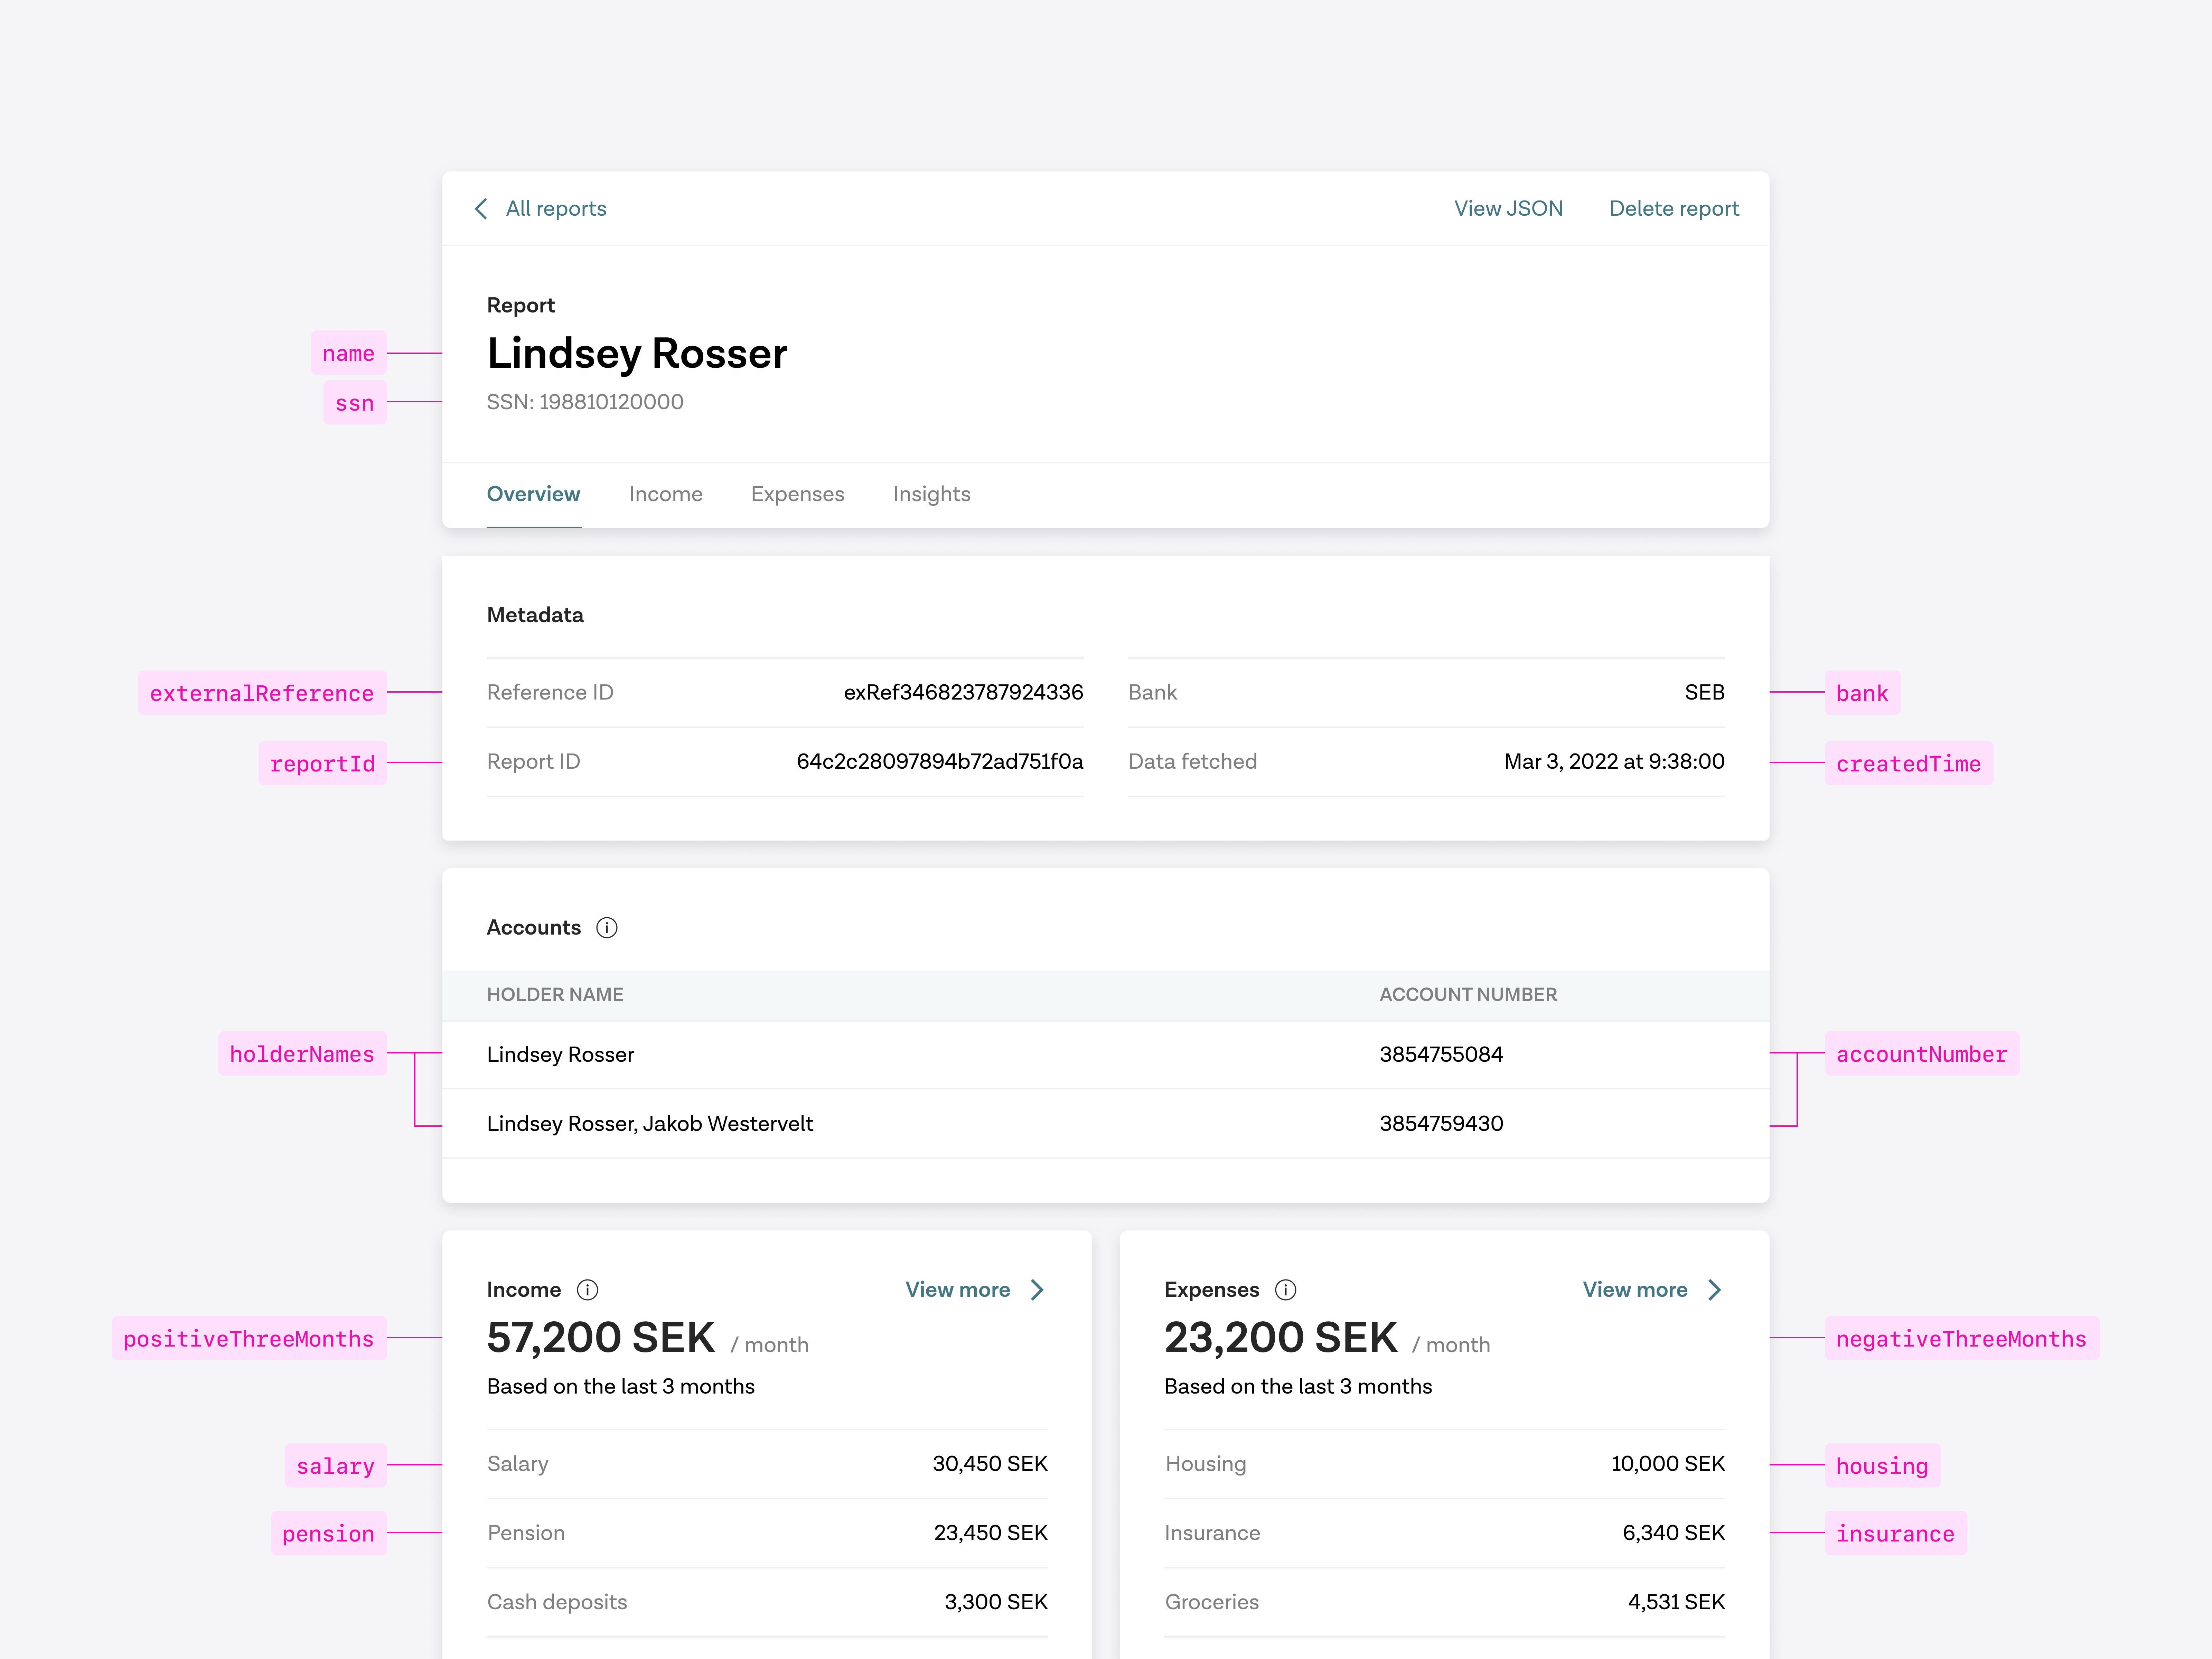 All reports View JSON Delete report
Report
name Lindsey Rosser
ssn SSN: 198810120000
Overview Income Expenses Insights
Metadata
externalReference Reference ID exRef346823787924336 Bank SEB bank
reportId Report ID 64c2c28097894b72ad751f0a Data fetched Mar 3, 2022 at 9:38:00 createdTime
Accounts
HOLDER NAME ACCOUNT NUMBER
holderNames Lindsey Rosser 3854755084 accountNumber
Lindsey Rosser, Jakob Westervelt 3854759430
Income View more Expenses View more
positiveThreeMonths 57,200 SEK / month 23,200 SEK / month negativeThreeMonths
Based on the last 3 months Based on the last 3 months
salary Salary 30,450 SEK Housing 10,000 SEK housing
pension Pension 23,450 SEK Insurance 6,340 SEK insurance
Cash deposits 3,300 SEK Groceries 4,531 SEK